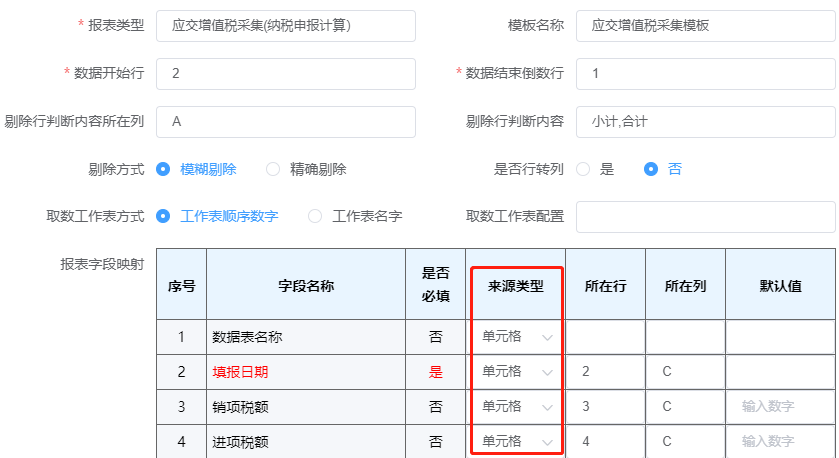 * 报表类型 应交增值税采集(纳税申报计算) 模板名称 应交增值税采集模板
* 数据开始行 2 * 数据结束倒数行 1
剔除行判断内容所在列 A 剔除行判断内容 小计,合计
剔除方式 模糊剔除 精确剔除 是否行转列 是 否
取数工作表方式 工作表顺序数字 工作表名字 取数工作表配置
报表字段映射
序号 字段名称 是否必填 来源类型 所在行 所在列 默认值
1 数据表名称 否 单元格
2 填报日期 是 单元格 2 C
3 销项税额 否 单元格 3 C 输入数字
4 进项税额 否 单元格 4 C 输入数字